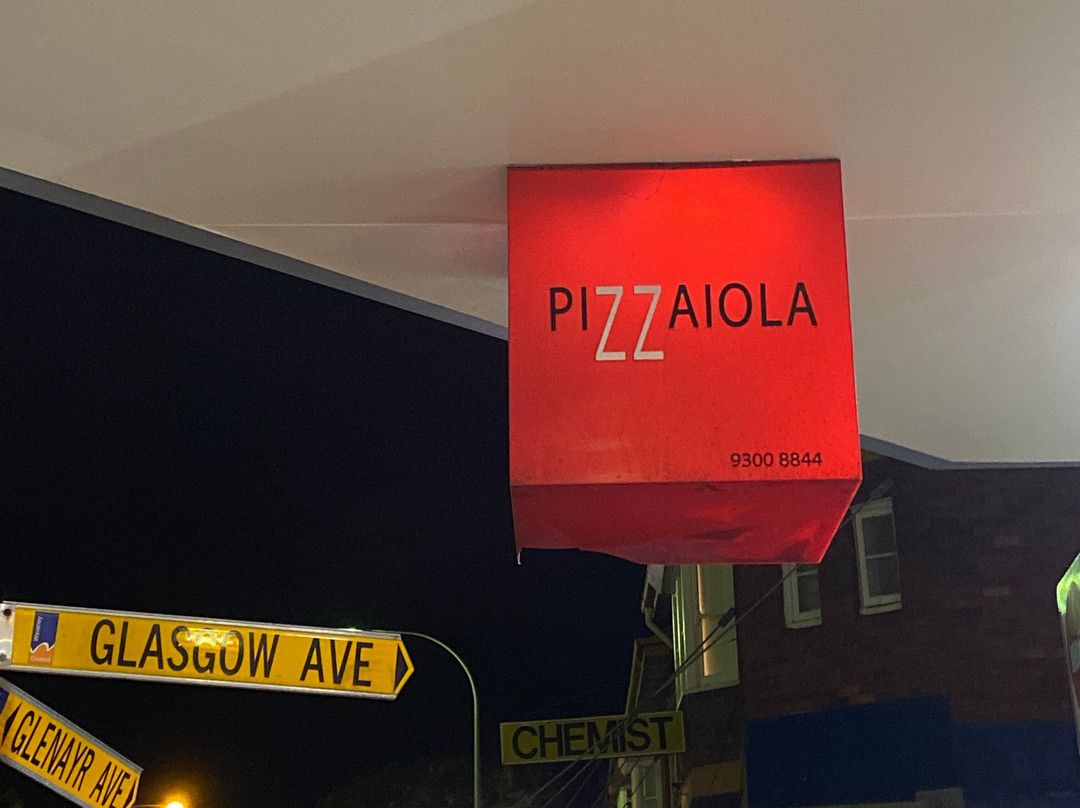 PIZZAIOLA
9300 8844
GLASGOW AVE
GLENAYR AVE
CHEMIST